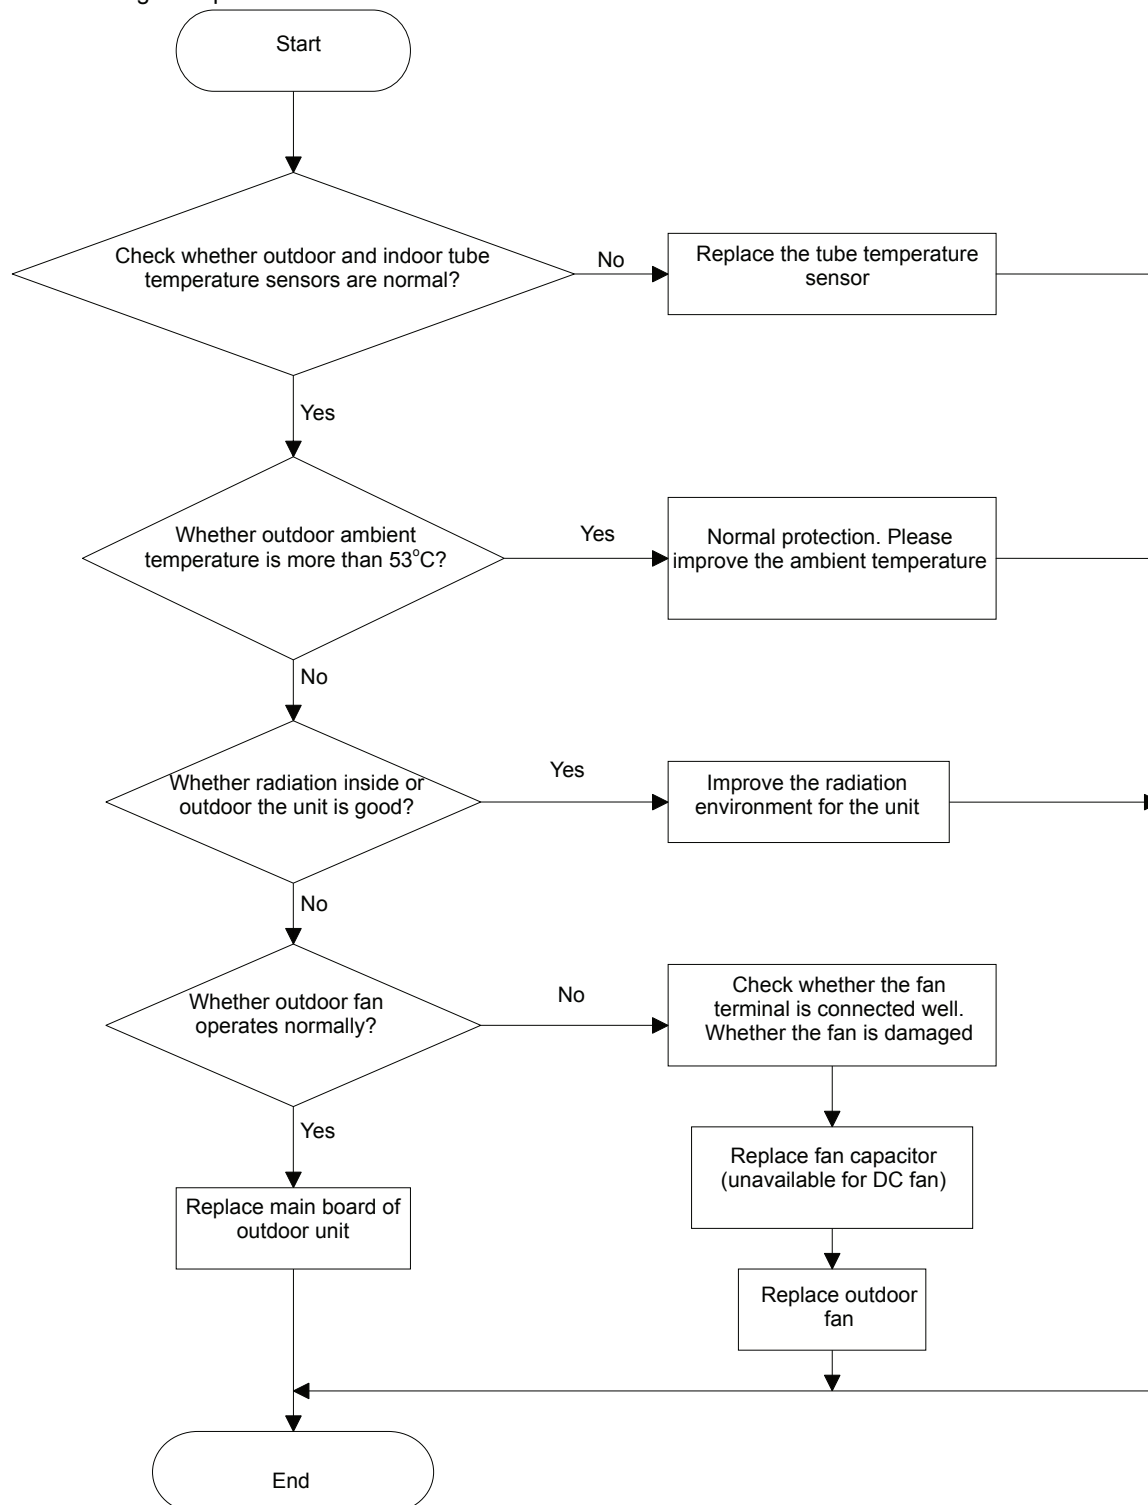 Start
Check whether outdoor and indoor tube
temperature sensors are normal?
No
Replace the tube temperature
sensor
Yes
Whether outdoor ambient
temperature is more than 53°C?
Yes
Normal protection. Please
improve the ambient temperature
No
Whether radiation inside or
outdoor the unit is good?
Yes
Improve the radiation
environment for the unit
No
Whether outdoor fan
operates normally?
No
Check whether the fan
terminal is connected well.
Whether the fan is damaged
Yes
Replace fan capacitor
(unavailable for DC fan)
Replace main board of
outdoor unit
Replace outdoor
fan
End